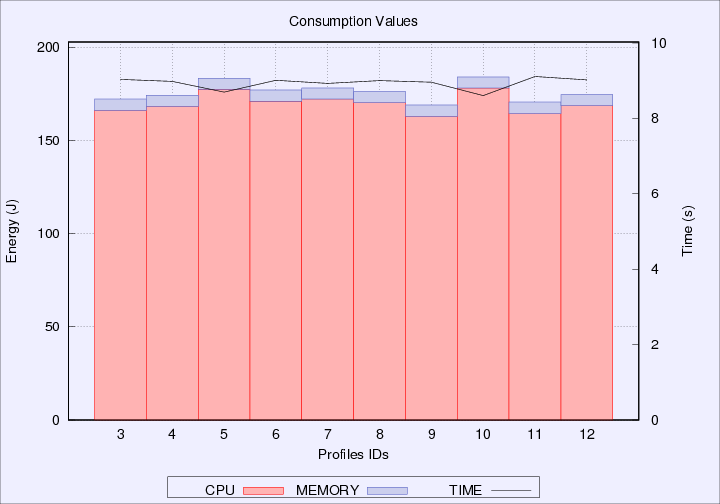 Consumption Values
200
150
100
50
0
Energy (J)
10
8
6
4
2
0
Time (s)
3 4 5 6 7 8 9 10 11 12
Profiles IDs
CPU MEMORY TIME